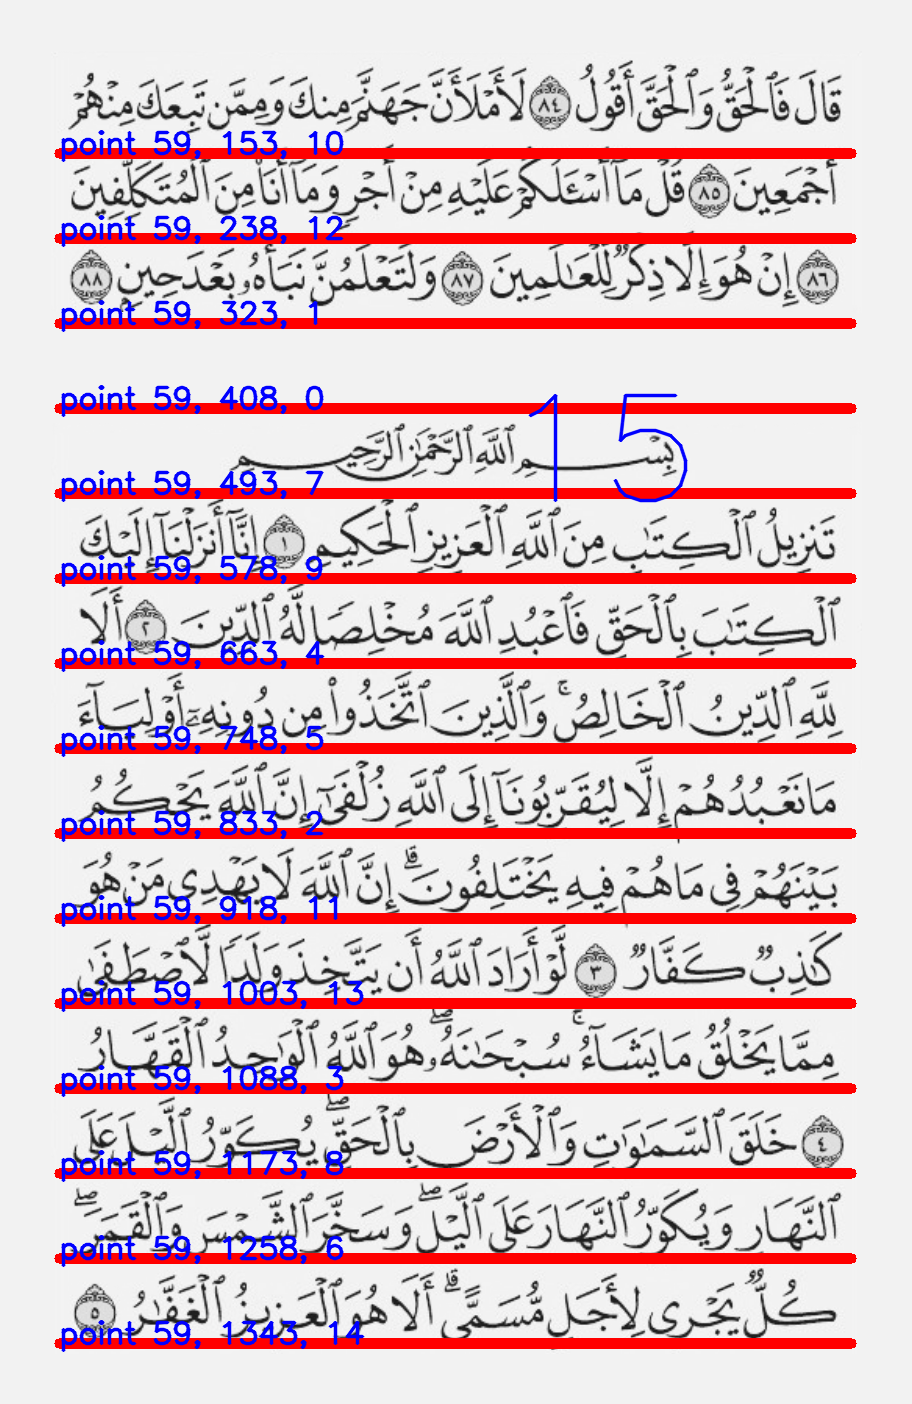 قَالَ فَٱلْحَقُّ وَٱلْحَقَّ أَقُولُ ٨٤ لَأَمْلَأَنَّ جَهَنَّمَ مِنكَ وَمِمَّن تَبِعَكَ مِنْهُمْ
point 59, 153, 10
أَجْمَعِينَ ٨٥ قُلْ مَآ أَسْـَٔلُكُمْ عَلَيْهِ مِنْ أَجْرٍ وَمَآ أَنَا۠ مِنَ ٱلْمُتَكَلِّفِينَ
point 59, 238, 12
٨٦ إِنْ هُوَ إِلَّا ذِكْرٌ لِّلْعَـٰلَمِينَ ٨٧ وَلَتَعْلَمُنَّ نَبَأَهُۥ بَعْدَ حِينٍۭ ٨٨
point 59, 323, 1
point 59, 408, 0
15
بِسْمِ ٱللَّهِ ٱلرَّحْمَـٰنِ ٱلرَّحِيمِ
point 59, 493, 7
تَنزِيلُ ٱلْكِتَـٰبِ مِنَ ٱللَّهِ ٱلْعَزِيزِ ٱلْحَكِيمِ ١ إِنَّآ أَنزَلْنَآ إِلَيْكَ
point 59, 578, 9
ٱلْكِتَـٰبَ بِٱلْحَقِّ فَٱعْبُدِ ٱللَّهَ مُخْلِصًا لَّهُ ٱلدِّينَ ٢ أَلَا
point 59, 663, 4
لِلَّهِ ٱلدِّينُ ٱلْخَالِصُ ۚ وَٱلَّذِينَ ٱتَّخَذُوا۟ مِن دُونِهِۦٓ أَوْلِيَآءَ
point 59, 748, 5
مَا نَعْبُدُهُمْ إِلَّا لِيُقَرِّبُونَآ إِلَى ٱللَّهِ زُلْفَىٰٓ إِنَّ ٱللَّهَ يَحْكُمُ
point 59, 833, 2
بَيْنَهُمْ فِى مَا هُمْ فِيهِ يَخْتَلِفُونَ ۗ إِنَّ ٱللَّهَ لَا يَهْدِى مَنْ هُوَ
point 59, 918, 11
كَـٰذِبٌ كَفَّارٌ ٣ لَّوْ أَرَادَ ٱللَّهُ أَن يَتَّخِذَ وَلَدًا لَّٱصْطَفَىٰ
point 59, 1003, 13
مِمَّا يَخْلُقُ مَا يَشَآءُ ۚ سُبْحَـٰنَهُۥ ۖ هُوَ ٱللَّهُ ٱلْوَٰحِدُ ٱلْقَهَّارُ
point 59, 1088, 3
٤ خَلَقَ ٱلسَّمَـٰوَٰتِ وَٱلْأَرْضَ بِٱلْحَقِّ ۖ يُكَوِّرُ ٱلَّيْلَ عَلَى
point 59, 1173, 8
ٱلنَّهَارِ وَيُكَوِّرُ ٱلنَّهَارَ عَلَى ٱلَّيْلِ ۖ وَسَخَّرَ ٱلشَّمْسَ وَٱلْقَمَرَ ۖ
point 59, 1258, 6
كُلٌّ يَجْرِى لِأَجَلٍ مُّسَمًّى ۗ أَلَا هُوَ ٱلْعَزِيزُ ٱلْغَفَّـٰرُ ٥
point 59, 1343, 14